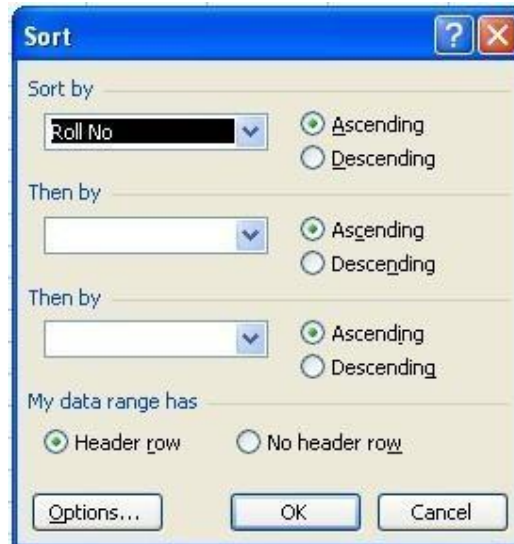 Sort
Sort by
Roll No
Ascending
Descending
Then by
Ascending
Descending
Then by
Ascending
Descending
My data range has
Header row No header row
Options... OK Cancel